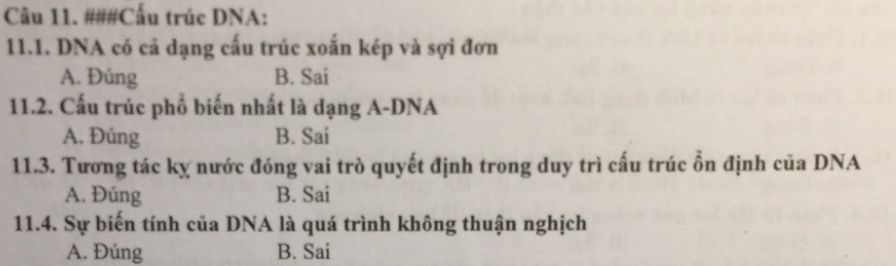 Câu 11. ###Cấu trúc DNA:
11.1. DNA có cả dạng cấu trúc xoắn kép và sợi đơn
A. Đúng B. Sai
11.2. Cấu trúc phổ biến nhất là dạng A-DNA
A. Đúng B. Sai
11.3. Tương tác kỵ nước đóng vai trò quyết định trong duy trì cấu trúc ổn định của DNA
A. Đúng B. Sai
11.4. Sự biến tính của DNA là quá trình không thuận nghịch
A. Đúng B. Sai